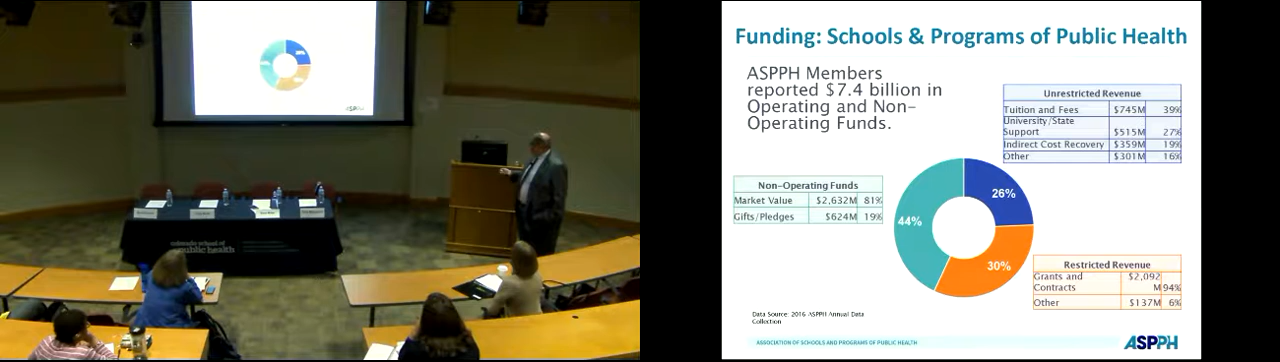 colorado school of
public health
Funding: Schools & Programs of Public Health
ASPPH Members
reported $7.4 billion in
Operating and Non-
Operating Funds.
Unrestricted Revenue
Tuition and Fees $745M 39%
University/State
Support $515M 27%
Indirect Cost Recovery $359M 19%
Other $301M 16%
Non-Operating Funds
Market Value $2,632M 81%
Gifts/Pledges $624M 19%
26%
44%
30%
Restricted Revenue
Grants and $2,092
Contracts M 94%
Other $137M 6%
Data Source: 2016 ASPPH Annual Data
Collection
ASSOCIATION OF SCHOOLS AND PROGRAMS OF PUBLIC HEALTH
ASPPH